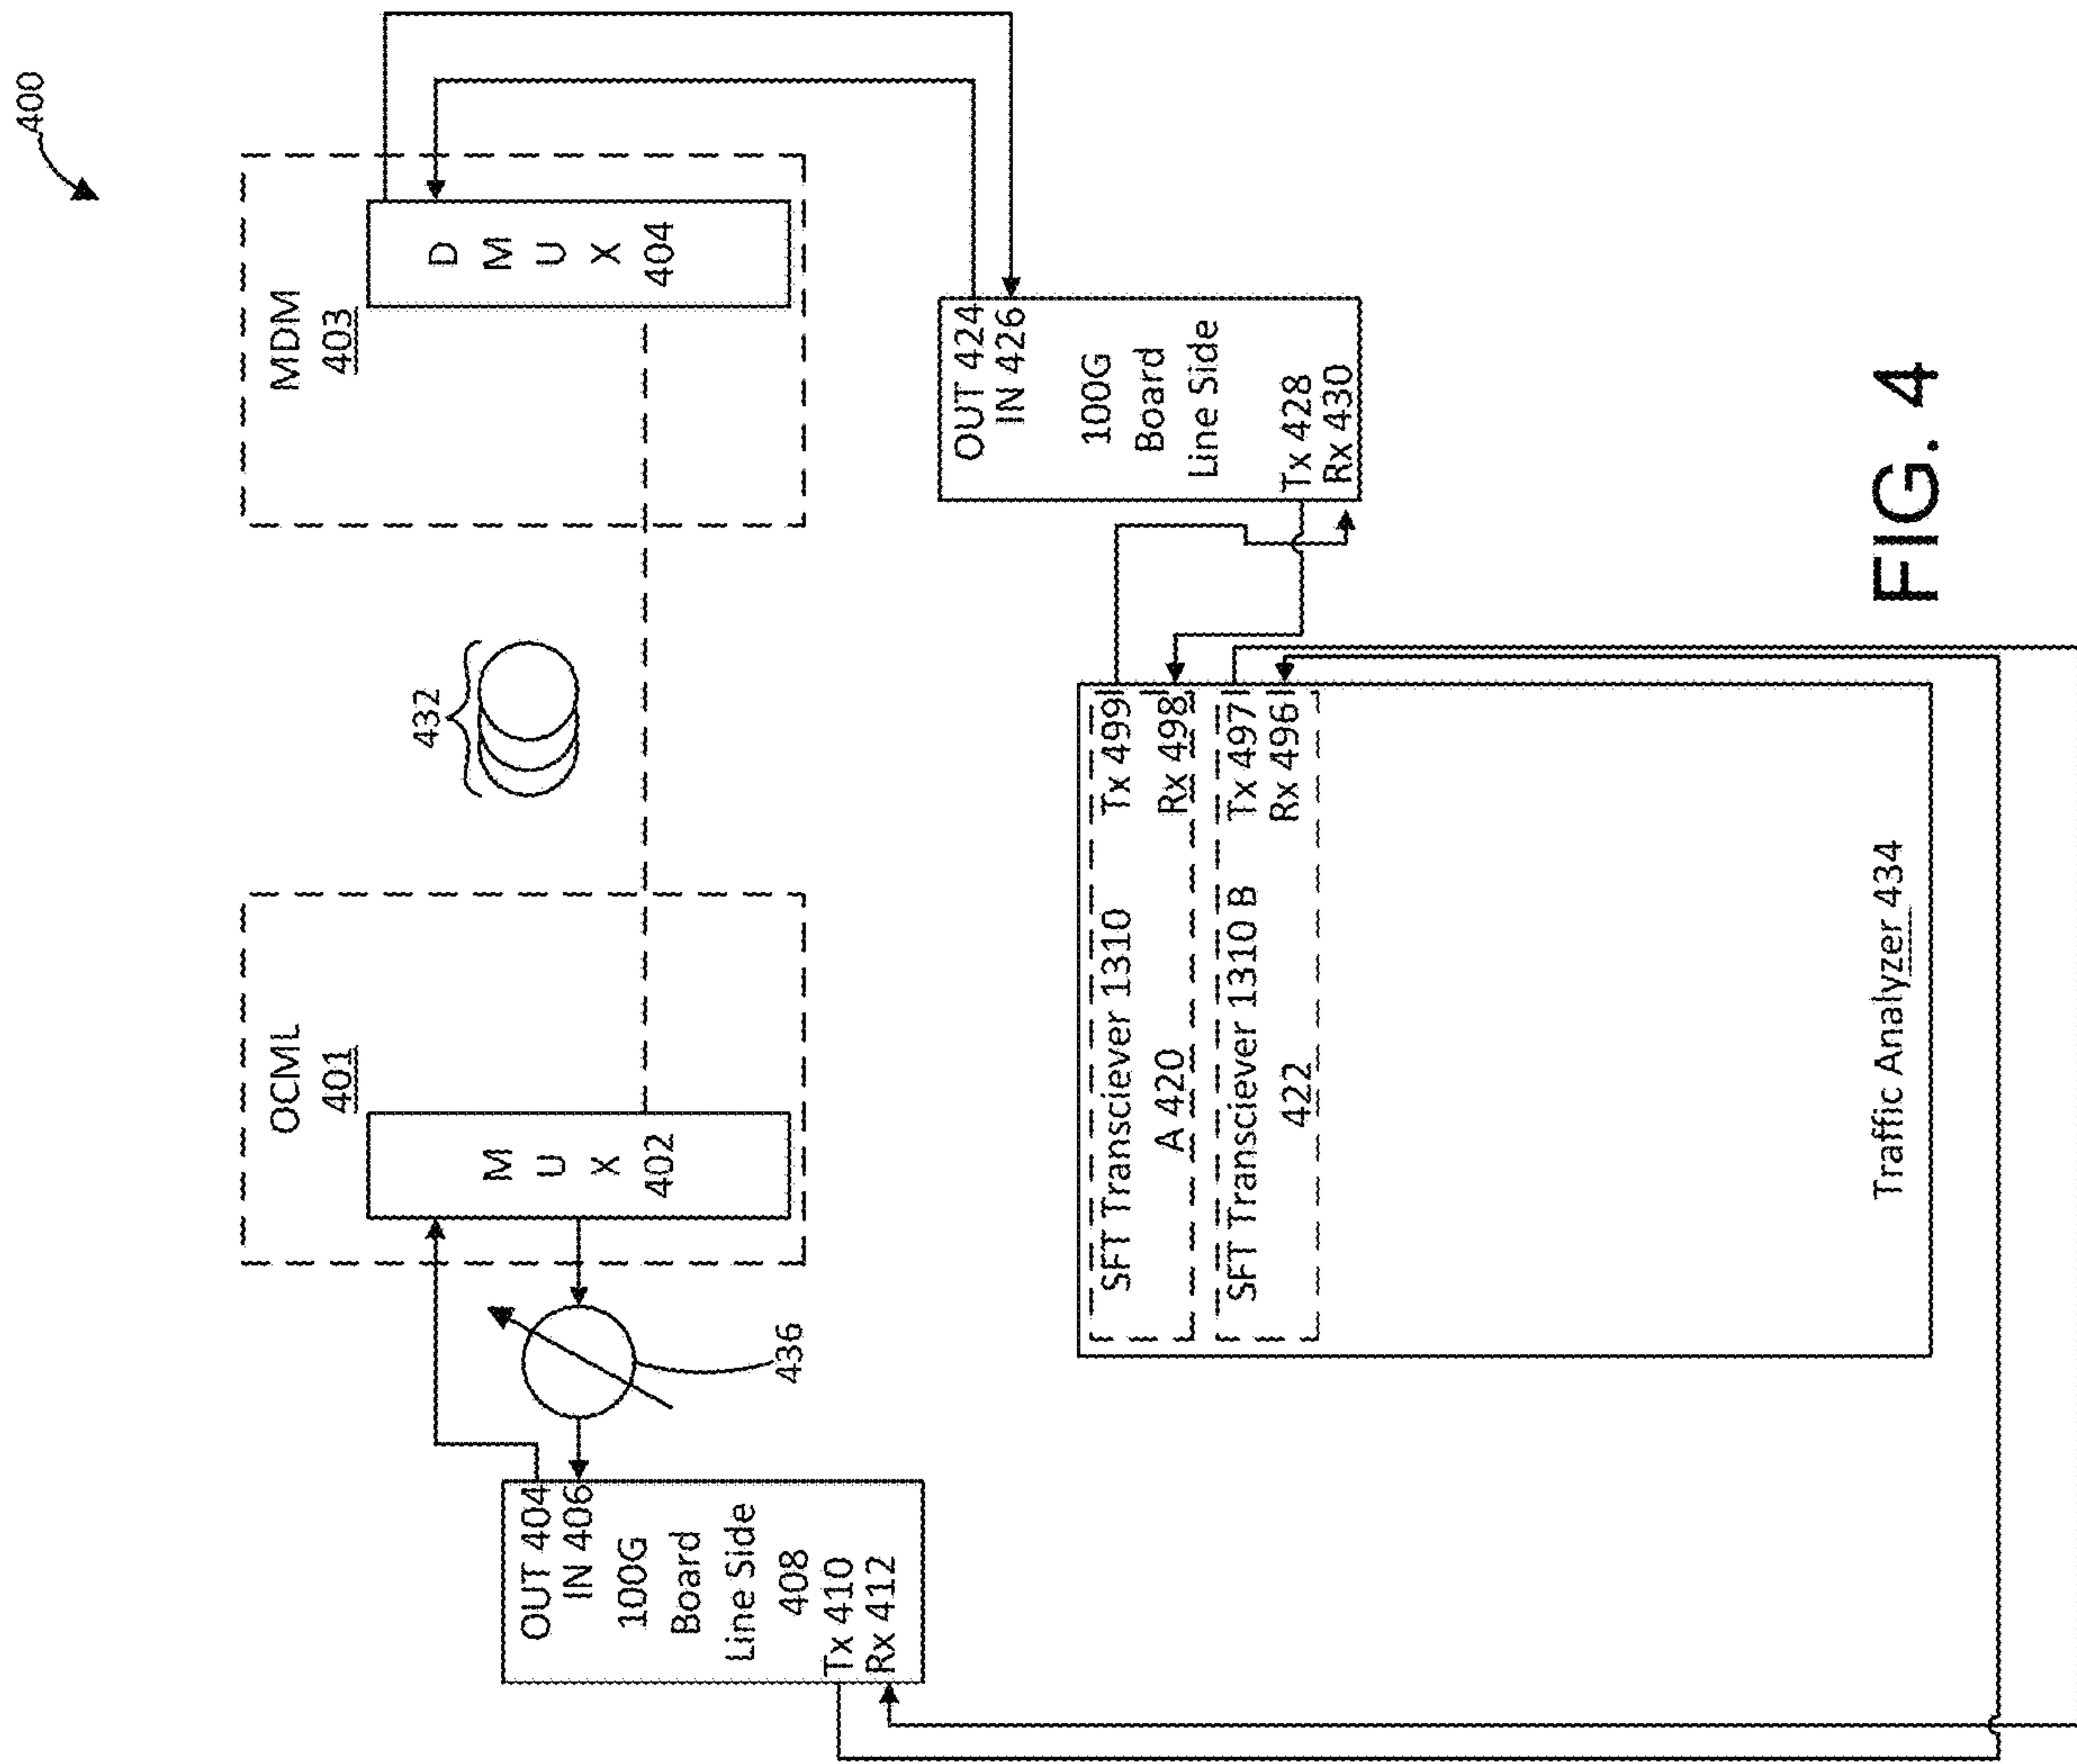 400
OCML
401
M
U
X
402
432
MDM
403
D
M
U
X
404
436
OUT 404
IN 406
100G
Board
Line Side
408
Tx 410
Rx 412
OUT 424
IN 426
100G
Board
Line Side
Tx 428
Rx 430
SFT Transciever 1310 Tx 499
A 420 Rx 498
SFT Transciever 1310 B Tx 497
422 Rx 496
Traffic Analyzer 434
FIG. 4